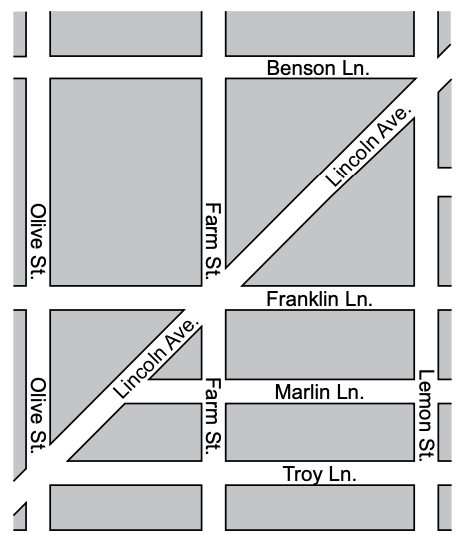 Benson Ln.
Lincoln Ave.
Olive St.
Farm St.
Franklin Ln.
Lincoln Ave.
Olive St.
Farm St.
Marlin Ln.
Lemon St.
Troy Ln.